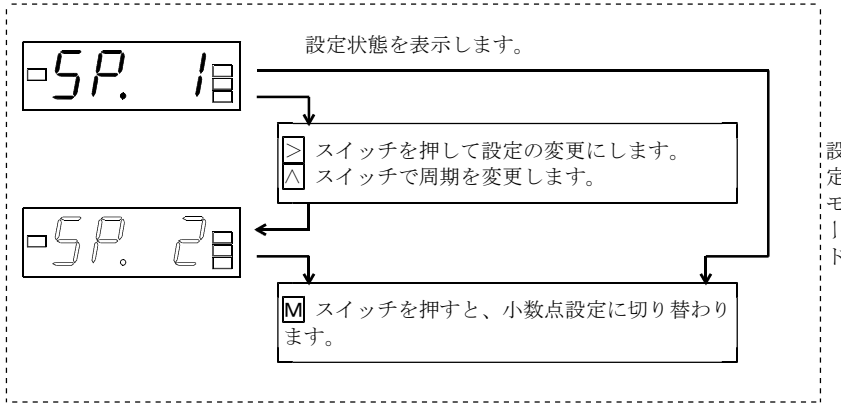 設定状態を表示します。
SP. 1
> スイッチを押して設定の変更にします。
∧ スイッチで周期を変更します。
SP. 2
M スイッチを押すと、小数点設定に切り替わり
ます。
設定モード